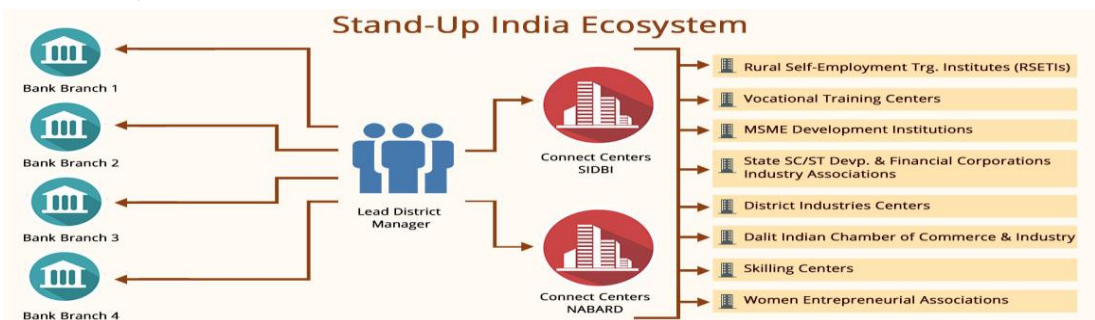 Stand-Up India Ecosystem
Bank Branch 1
Bank Branch 2
Bank Branch 3
Bank Branch 4
Lead District
Manager
Connect Centers
SIDBI
Connect Centers
NABARD
Rural Self-Employment Trg. Institutes (RSETIs)
Vocational Training Centers
MSME Development Institutions
State SC/ST Devp. & Financial Corporations
Industry Associations
District Industries Centers
Dalit Indian Chamber of Commerce & Industry
Skilling Centers
Women Entrepreneurial Associations